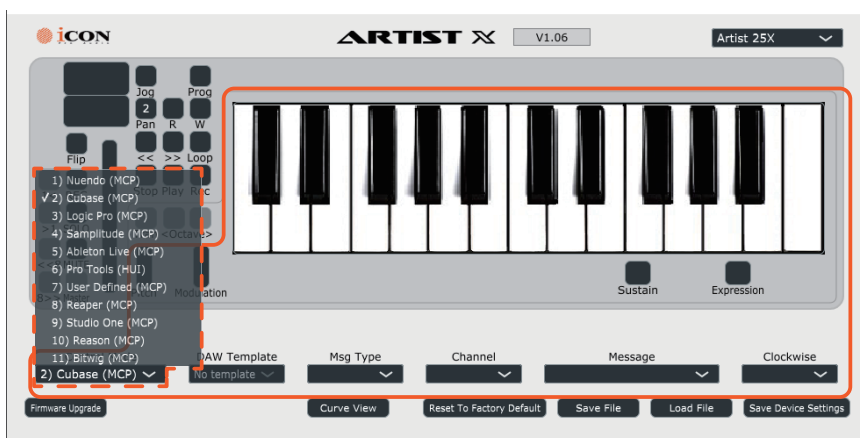 icon
ARTIST X
V1.06
Artist 25X
Jog
Prog
2
Pan R W
Flip
<< >> Loop
Stop Play Rec
1) Nuendo (MCP)
✓2) Cubase (MCP)
3) Logic Pro (MCP)
4) Samplitude (MCP)
5) Ableton Live (MCP)
6) Pro Tools (HUI)
7) User Defined (MCP)
8) Reaper (MCP)
9) Studio One (MCP)
10) Reason (MCP)
11) Bitwig (MCP)
<Octave>
Modulation
Sustain
Expression
DAW Template
Msg Type
Channel
Message
Clockwise
2) Cubase (MCP)
No template
Firmware Upgrade
Curve View
Reset To Factory Default
Save File
Load File
Save Device Settings